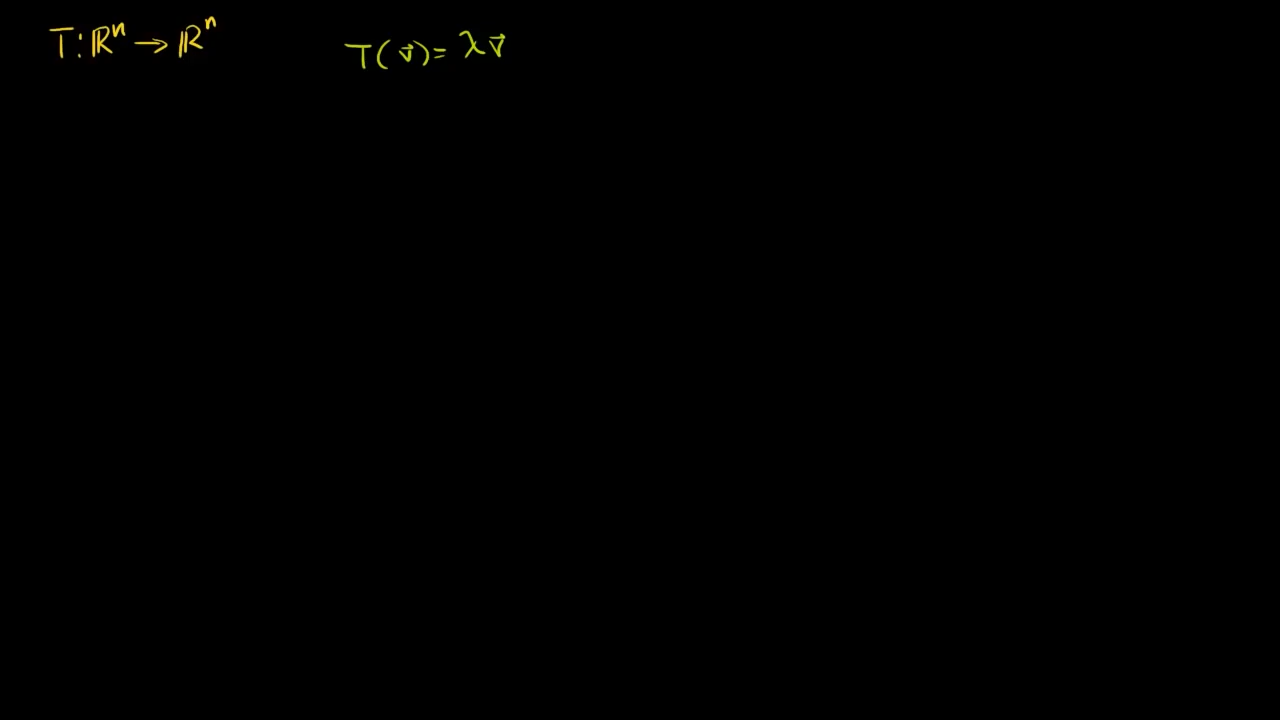 T: ℝⁿ → ℝⁿ T(v⃗) = λv⃗